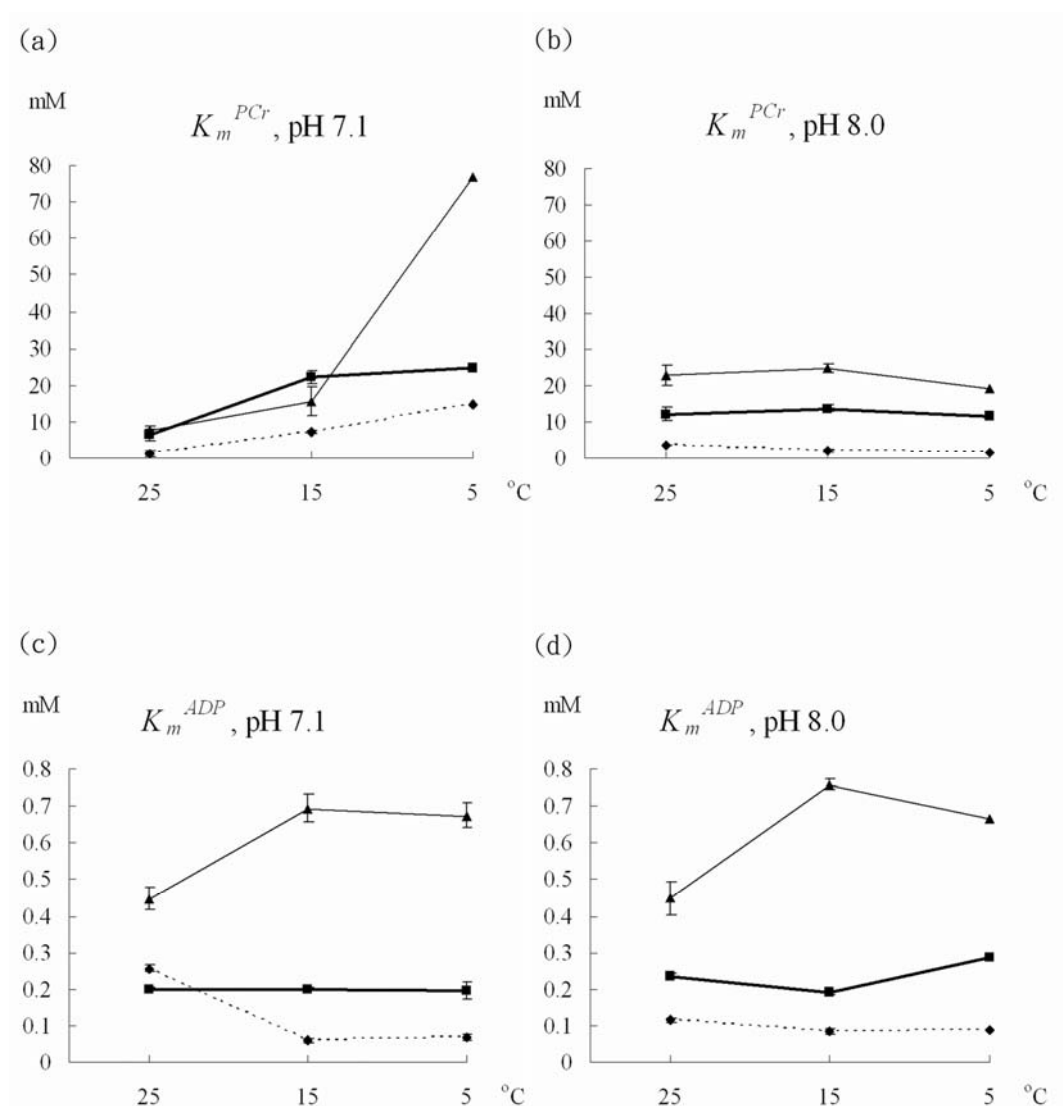 (a)
mM
K_m^PCr, pH 7.1
80
70
60
50
40
30
20
10
0
25 15 5 °C
(b)
mM
K_m^PCr, pH 8.0
80
70
60
50
40
30
20
10
0
25 15 5 °C
(c)
mM
K_m^ADP, pH 7.1
0.8
0.7
0.6
0.5
0.4
0.3
0.2
0.1
0
25 15 5 °C
(d)
mM
K_m^ADP, pH 8.0
0.8
0.7
0.6
0.5
0.4
0.3
0.2
0.1
0
25 15 5 °C